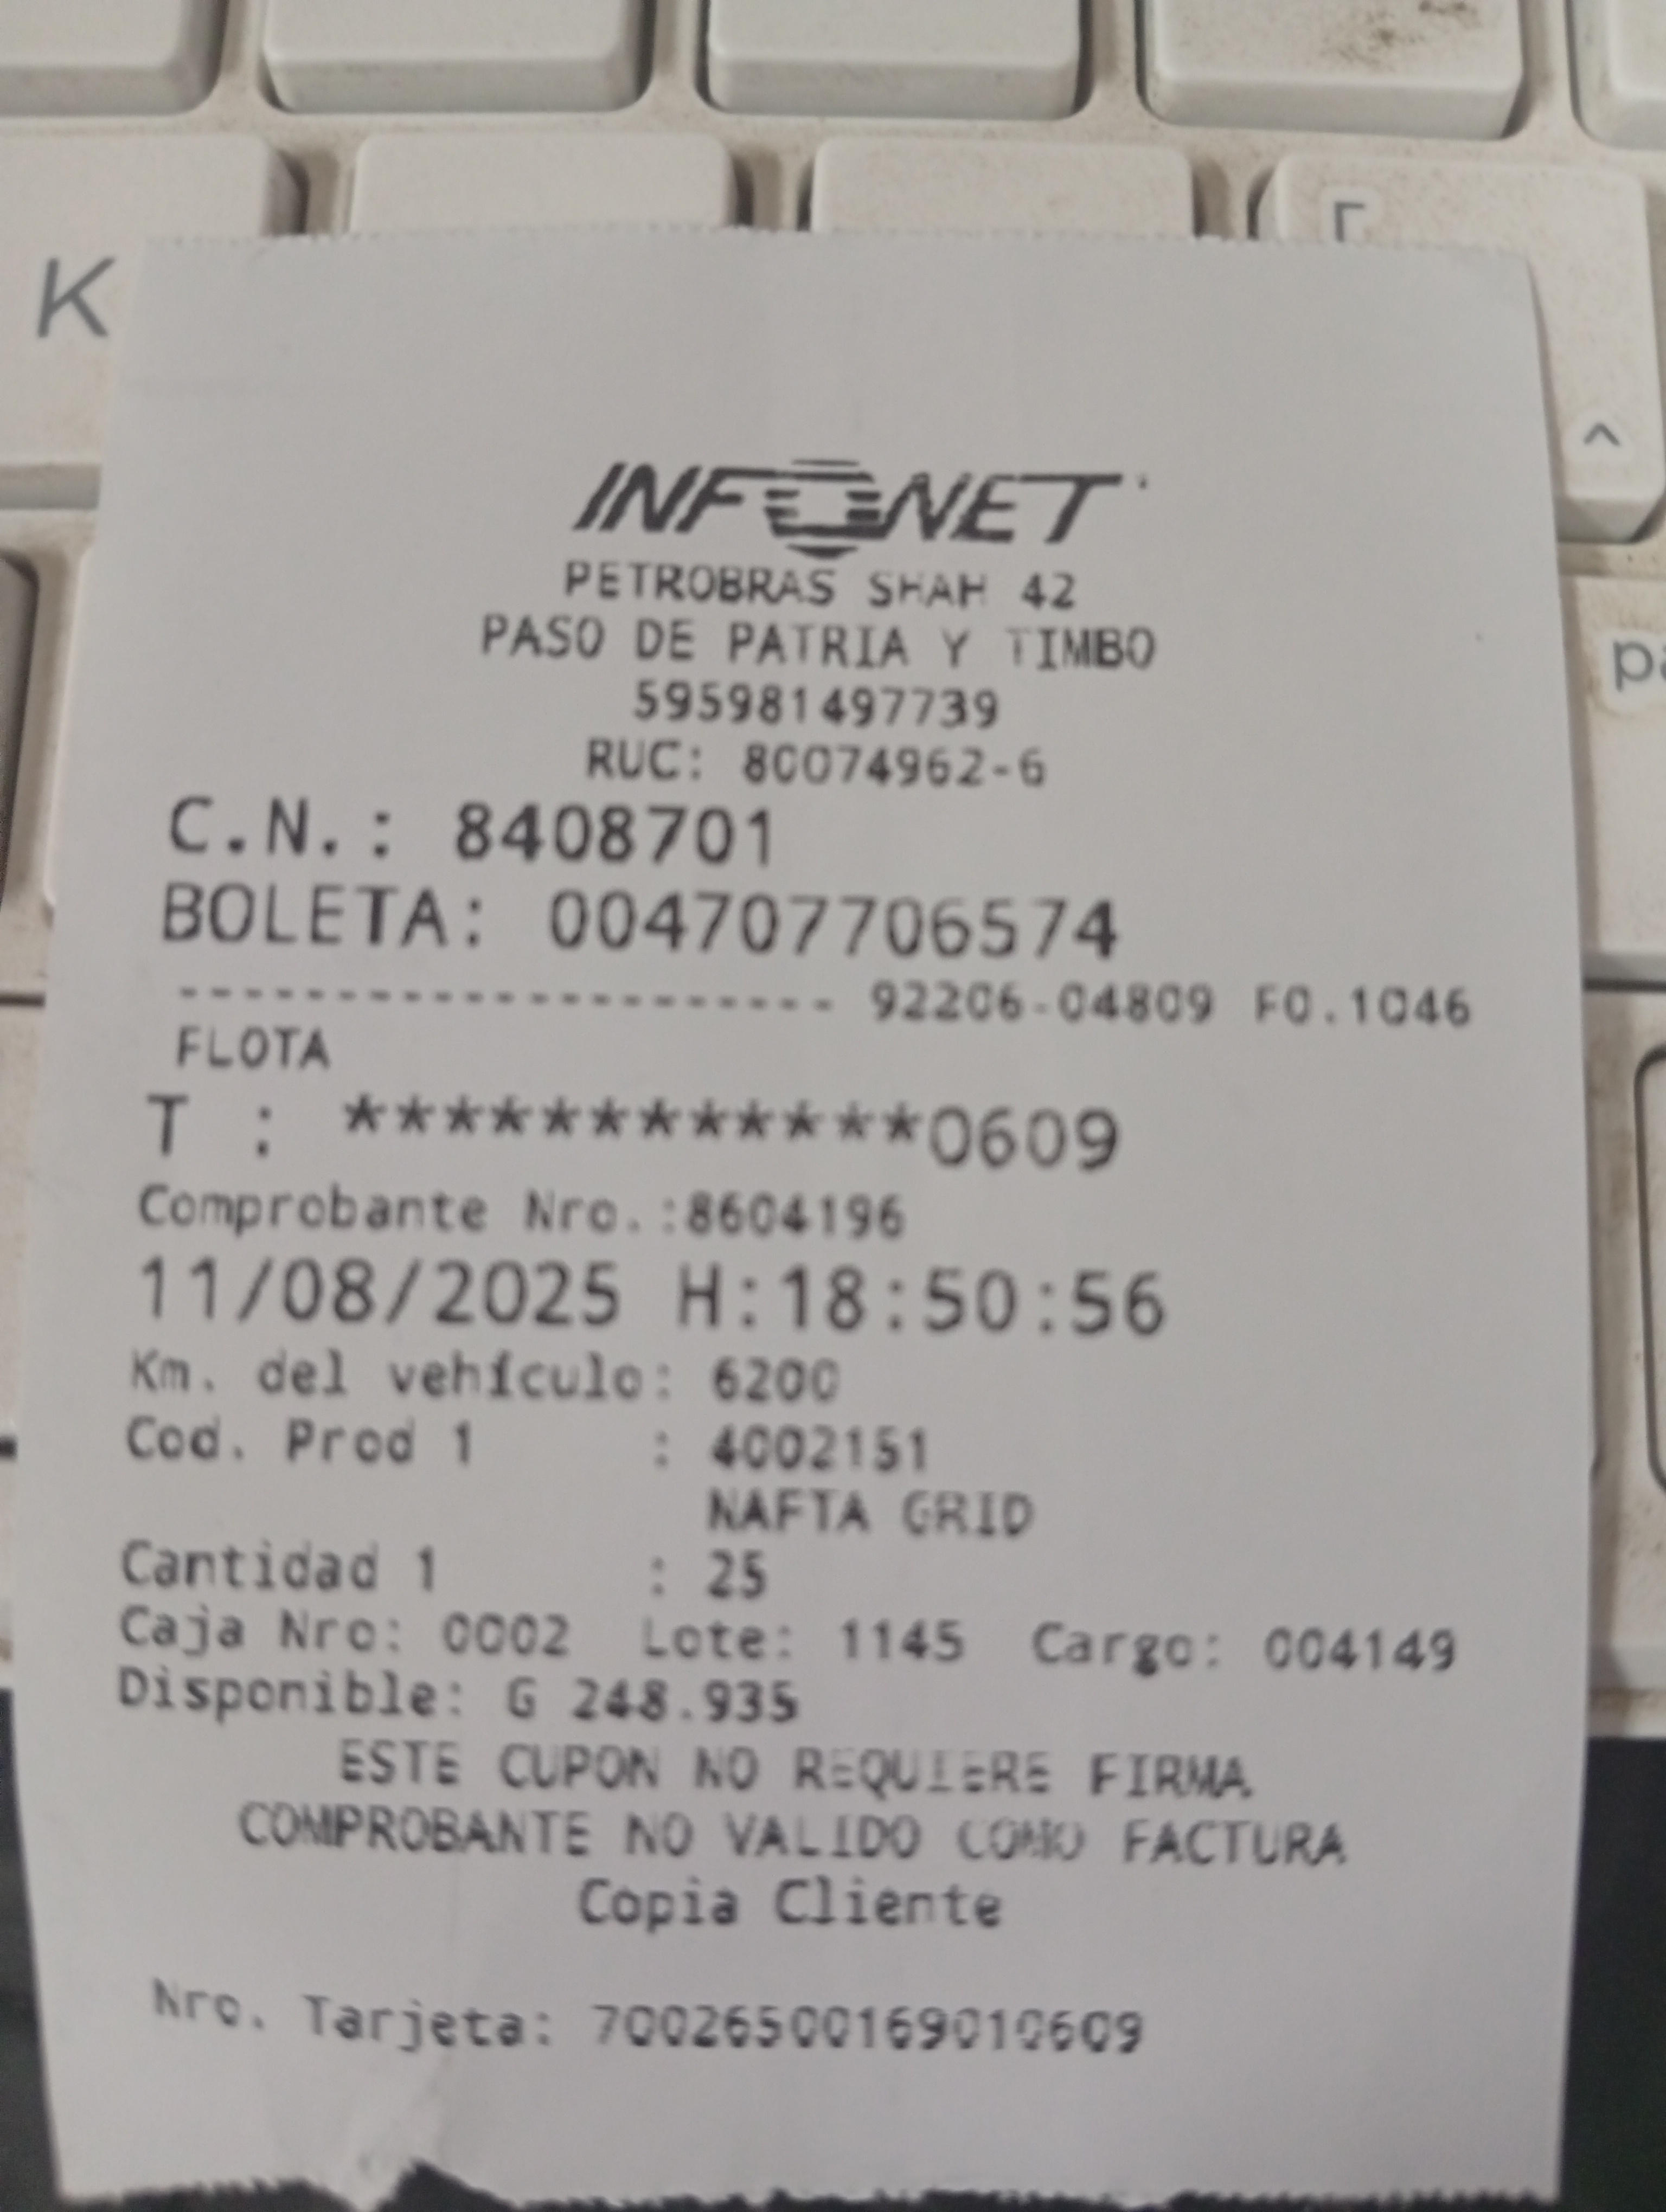 K
INFONET
PETROBRAS SHAH 42
PASO DE PATRIA Y TIMBO
595981497739
RUC: 80074962-6
C.N.: 8408701
BOLETA: 004707706574
--------------------- 92206-04809 F0.1046
FLOTA
T : ************0609
Comprobante Nro.:8604196
11/08/2025 H:18:50:56
Km. del vehículo: 6200
Cod. Prod 1 : 4002151
NAFTA GRID
Cantidad 1 : 25
Caja Nro: 0002 Lote: 1145 Cargo: 004149
Disponible: G 248.935
ESTE CUPON NO REQUIERE FIRMA
COMPROBANTE NO VALIDO COMO FACTURA
Copia Cliente
Nro. Tarjeta: 70026500169010609